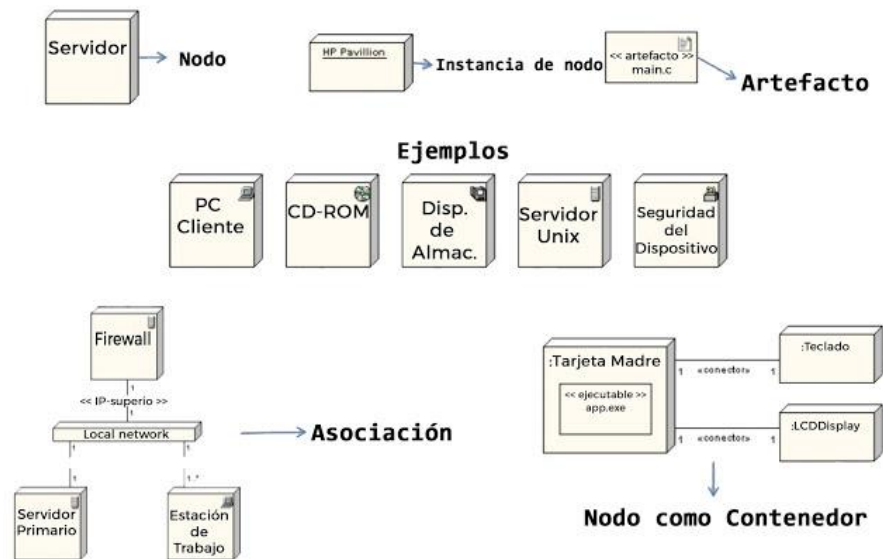 Servidor
Nodo
HP Pavillion
Instancia de nodo
<< artefacto >>
main.c
Artefacto
Ejemplos
PC
Cliente
CD-ROM
Disp.
de
Almac.
Servidor
Unix
Seguridad
del
Dispositivo
Firewall
1
<< IP-superio >>
1
Local network
1
1
1
1..*
Servidor
Primario
Estación
de
Trabajo
Asociación
:Tarjeta Madre
<< ejecutable >>
app.exe
1 «conector» 1
:Teclado
1 «conector» 1
:LCDDisplay
Nodo como Contenedor